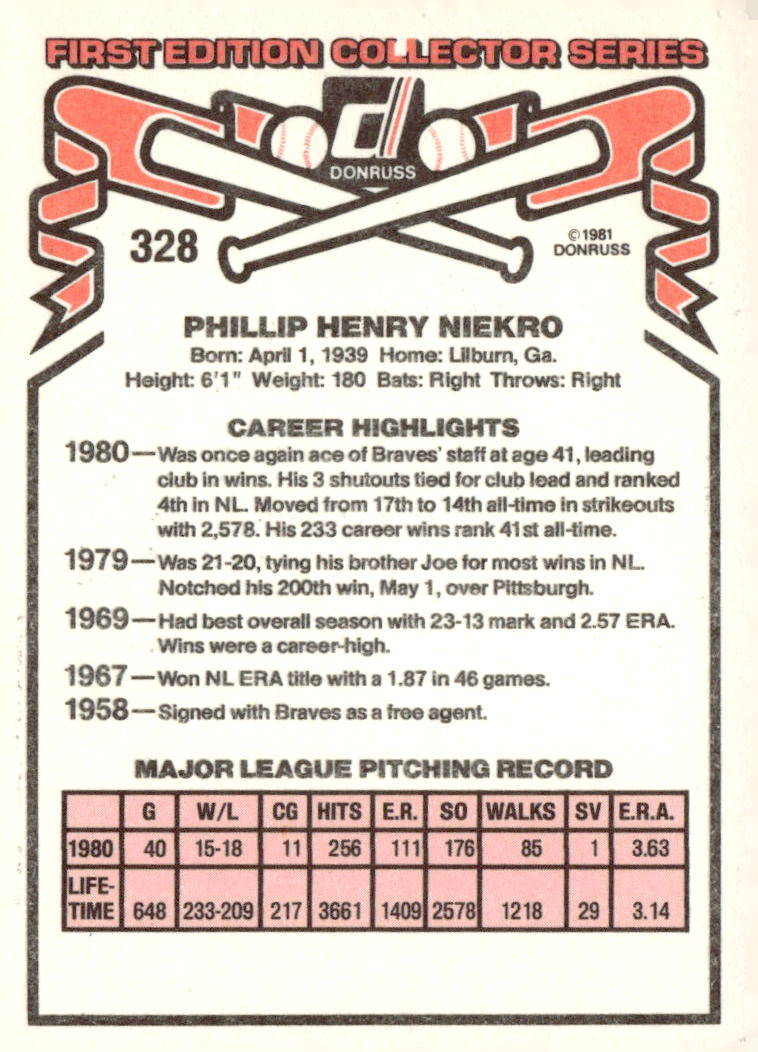 FIRST EDITION COLLECTOR SERIES
d
DONRUSS
328
© 1981
DONRUSS
PHILLIP HENRY NIEKRO
Born: April 1, 1939 Home: Lilburn, Ga.
Height: 6'1" Weight: 180 Bats: Right Throws: Right
CAREER HIGHLIGHTS
1980—Was once again ace of Braves' staff at age 41, leading
club in wins. His 3 shutouts tied for club lead and ranked
4th in NL. Moved from 17th to 14th all-time in strikeouts
with 2,578. His 233 career wins rank 41st all-time.
1979—Was 21-20, tying his brother Joe for most wins in NL.
Notched his 200th win, May 1, over Pittsburgh.
1969—Had best overall season with 23-13 mark and 2.57 ERA.
Wins were a career-high.
1967—Won NL ERA title with a 1.87 in 46 games.
1958—Signed with Braves as a free agent.
MAJOR LEAGUE PITCHING RECORD
G W/L CG HITS E.R. SO WALKS SV E.R.A.
1980 40 15-18 11 256 111 176 85 1 3.63
LIFE-
TIME 648 233-209 217 3661 1409 2578 1218 29 3.14